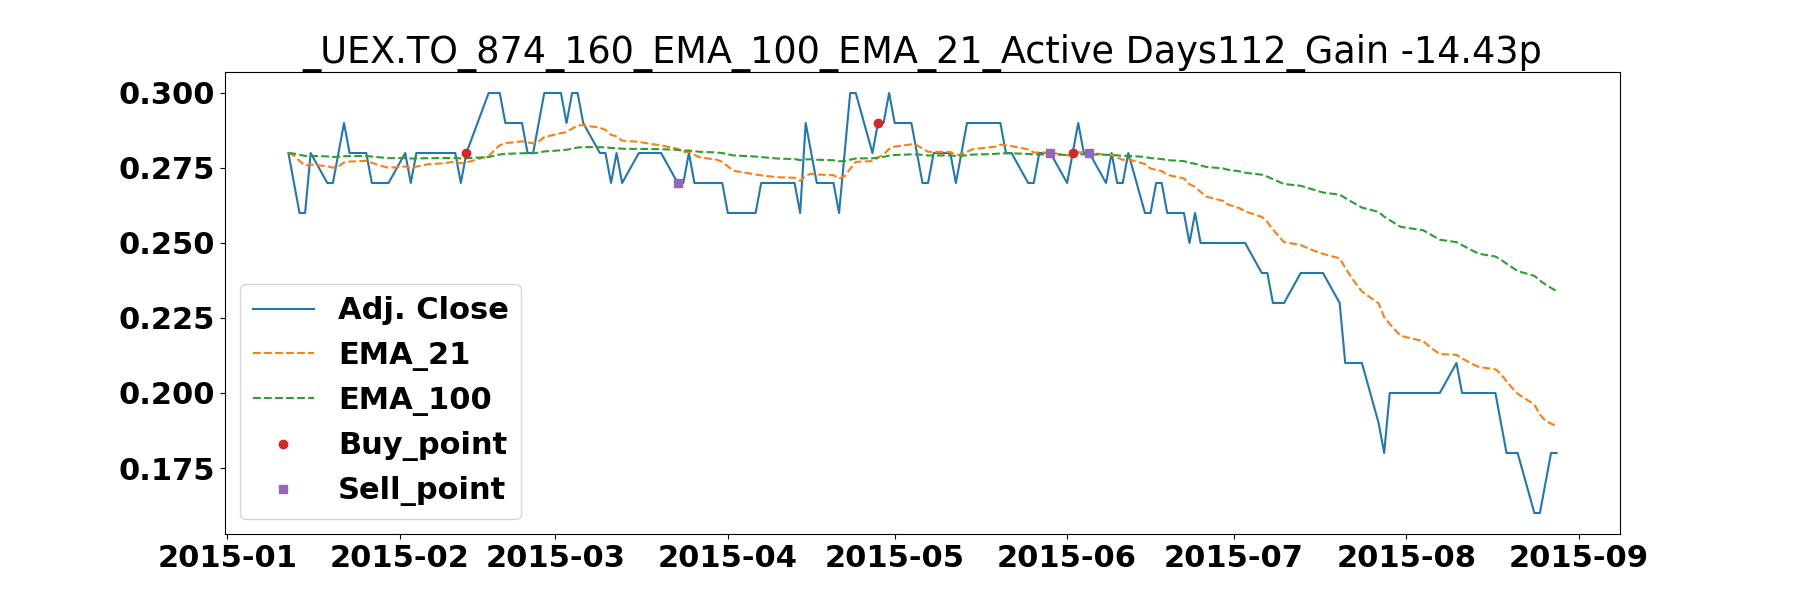 _UEX.TO_874_160_EMA_100_EMA_21_Active Days112_Gain -14.43p
0.300
0.275
0.250
0.225
0.200
0.175
Adj. Close
EMA_21
EMA_100
Buy_point
Sell_point
2015-01 2015-02 2015-03 2015-04 2015-05 2015-06 2015-07 2015-08 2015-09